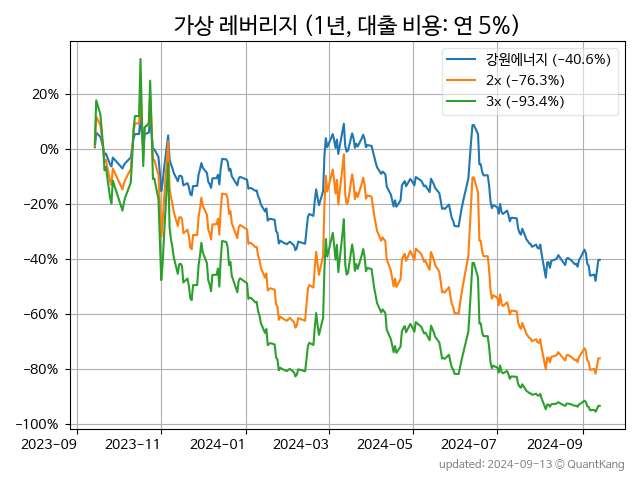 가상 레버리지 (1년, 대출 비용: 연 5%)
강원에너지 (−40.6%)
2x (−76.3%)
3x (−93.4%)
20%
0%
−20%
−40%
−60%
−80%
−100%
2023-09 2023-11 2024-01 2024-03 2024-05 2024-07 2024-09
updated: 2024-09-13 ⓒ QuantKang